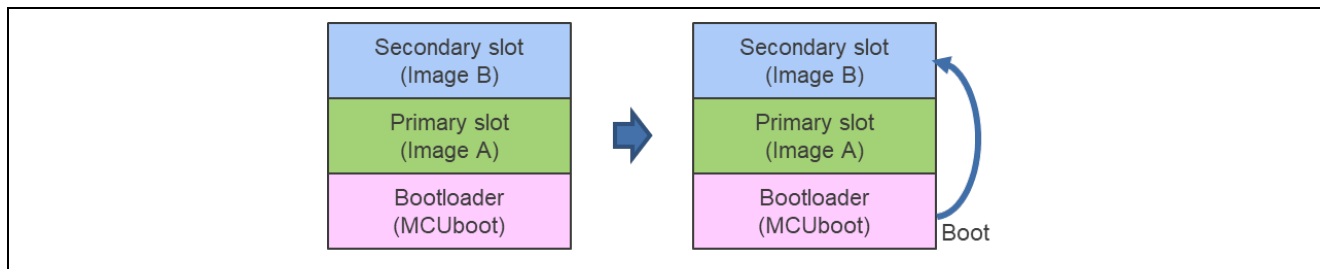 Secondary slot
(Image B)
Primary slot
(Image A)
Bootloader
(MCUboot)
Secondary slot
(Image B)
Primary slot
(Image A)
Bootloader
(MCUboot)
Boot